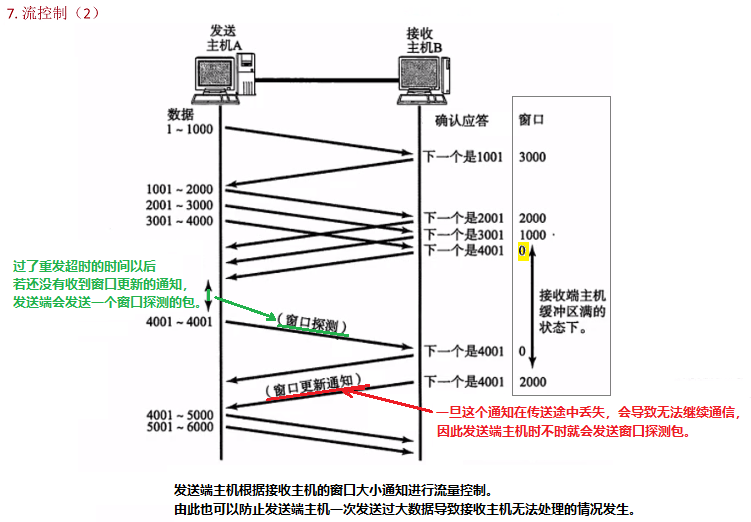 7. 流控制（2）
发送
主机A
接收
主机B
数据
确认应答
窗口
1～1000
下一个是1001
3000
1001～2000
2001～3000
3001～4000
下一个是2001
2000
下一个是3001
1000
下一个是4001
0
过了重发超时的时间以后
若还没有收到窗口更新的通知，
发送端会发送一个窗口探测的包。
接收端主机
缓冲区满的
状态下。
4001～4001
（窗口探测）
下一个是4001
0
（窗口更新通知）
下一个是4001
2000
4001～5000
5001～6000
一旦这个通知在传送途中丢失，会导致无法继续通信，
因此发送端主机时不时就会发送窗口探测包。
发送端主机根据接收主机的窗口大小通知进行流量控制。
由此也可以防止发送端主机一次发送过大数据导致接收主机无法处理的情况发生。